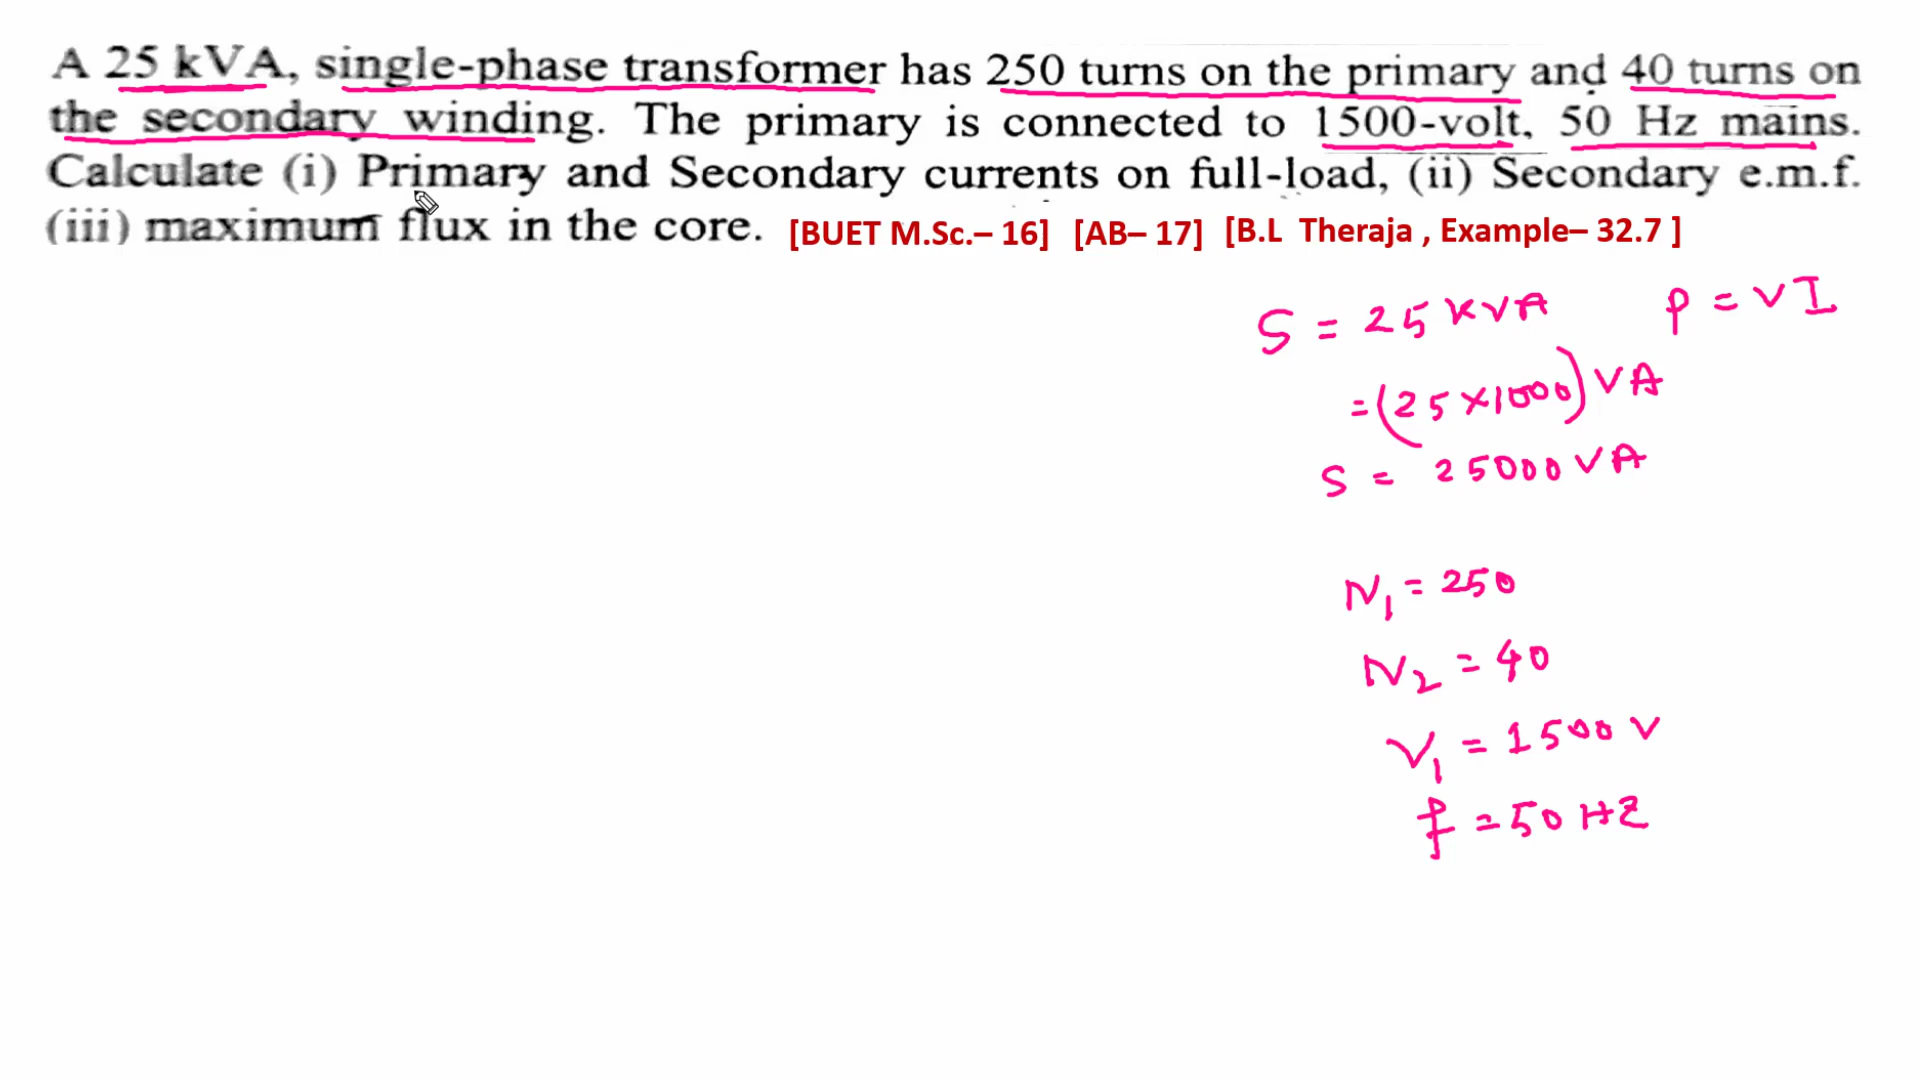 A 25 kVA, single-phase transformer has 250 turns on the primary and 40 turns on
the secondary winding. The primary is connected to 1500-volt, 50 Hz mains.
Calculate (i) Primary and Secondary currents on full-load, (ii) Secondary e.m.f.
(iii) maximum flux in the core. [BUET M.Sc.– 16] [AB– 17] [B.L Theraja , Example– 32.7 ]
S = 25 KVA P = VI
= (25×1000) VA
S = 25000 VA
N₁ = 250
N₂ = 40
V₁ = 1500 V
f = 50 HZ